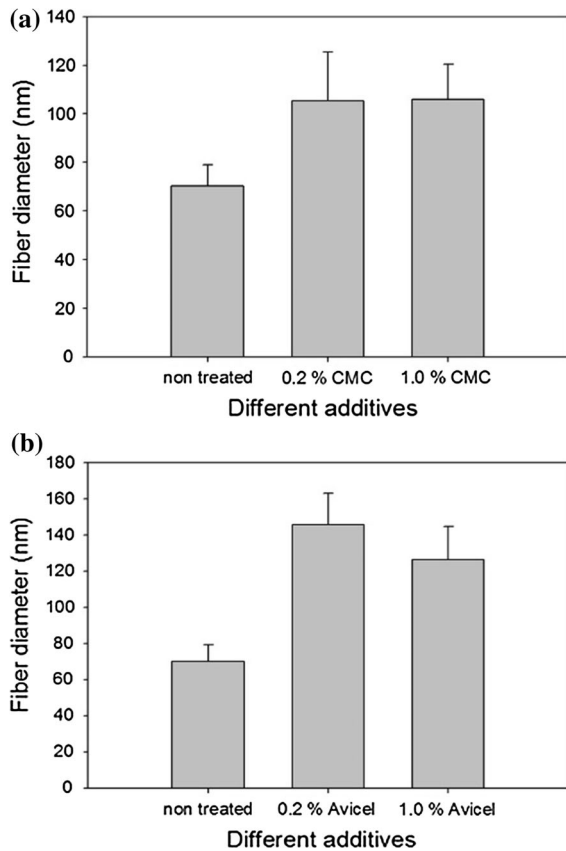 (a)
Fiber diameter (nm)
140
120
100
80
60
40
20
0
non treated 0.2 % CMC 1.0 % CMC
Different additives
(b)
Fiber diameter (nm)
180
160
140
120
100
80
60
40
20
0
non treated 0.2 % Avicel 1.0 % Avicel
Different additives